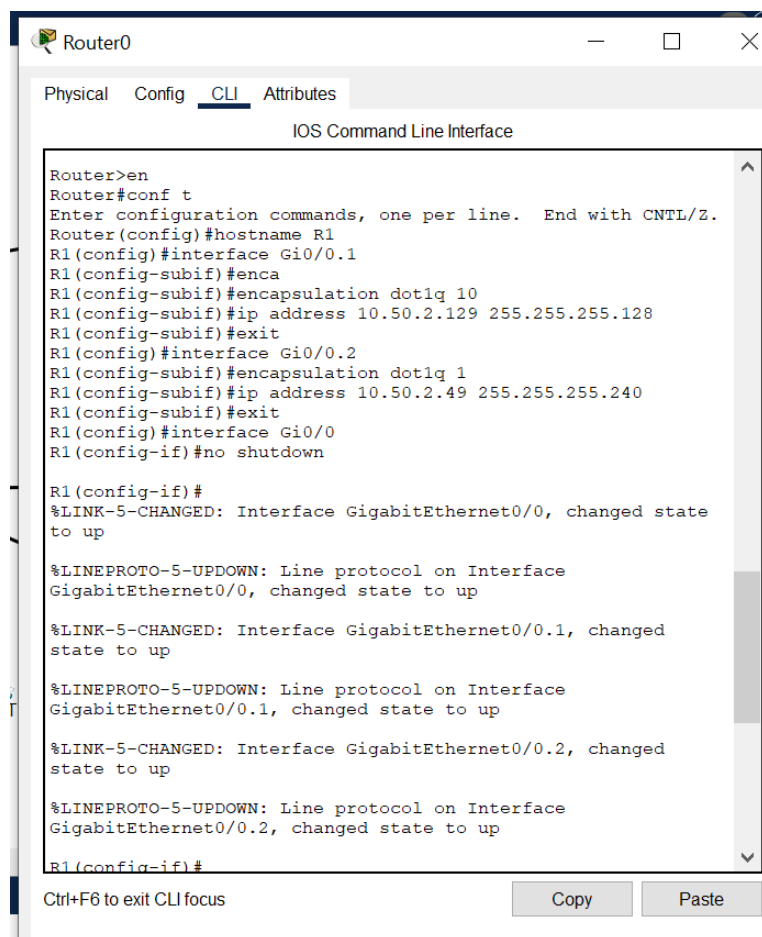 Router0
Physical Config CLI Attributes
IOS Command Line Interface
Router>en
Router#conf t
Enter configuration commands, one per line.  End with CNTL/Z.
Router(config)#hostname R1
R1(config)#interface Gi0/0.1
R1(config-subif)#enca
R1(config-subif)#encapsulation dot1q 10
R1(config-subif)#ip address 10.50.2.129 255.255.255.128
R1(config-subif)#exit
R1(config)#interface Gi0/0.2
R1(config-subif)#encapsulation dot1q 1
R1(config-subif)#ip address 10.50.2.49 255.255.255.240
R1(config-subif)#exit
R1(config)#interface Gi0/0
R1(config-if)#no shutdown
R1(config-if)#
%LINK-5-CHANGED: Interface GigabitEthernet0/0, changed state
to up
%LINEPROTO-5-UPDOWN: Line protocol on Interface
GigabitEthernet0/0, changed state to up
%LINK-5-CHANGED: Interface GigabitEthernet0/0.1, changed
state to up
%LINEPROTO-5-UPDOWN: Line protocol on Interface
GigabitEthernet0/0.1, changed state to up
%LINK-5-CHANGED: Interface GigabitEthernet0/0.2, changed
state to up
%LINEPROTO-5-UPDOWN: Line protocol on Interface
GigabitEthernet0/0.2, changed state to up
R1(config-if)#
Ctrl+F6 to exit CLI focus
Copy Paste